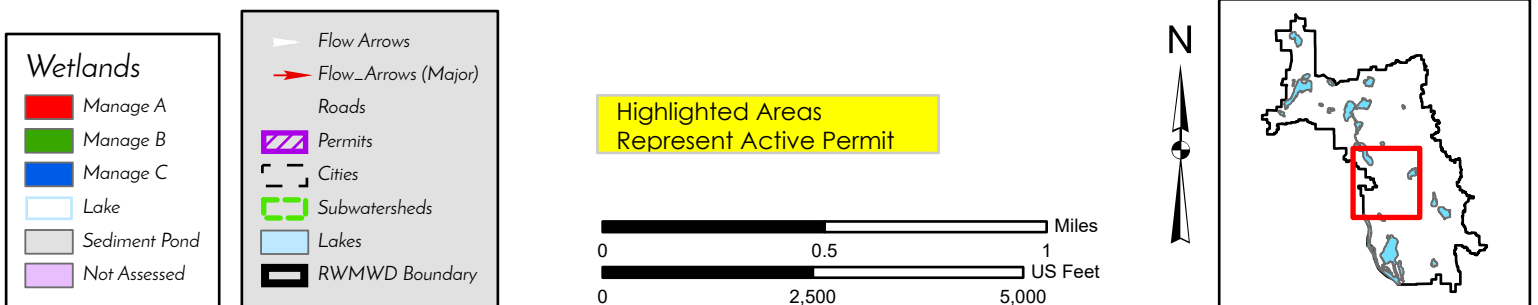 Wetlands
Manage A
Manage B
Manage C
Lake
Sediment Pond
Not Assessed
Flow Arrows
Flow_Arrows (Major)
Roads
Permits
Cities
Subwatersheds
Lakes
RWMWD Boundary
Highlighted Areas
Represent Active Permit
Miles
0 0.5 1
US Feet
0 2,500 5,000
N